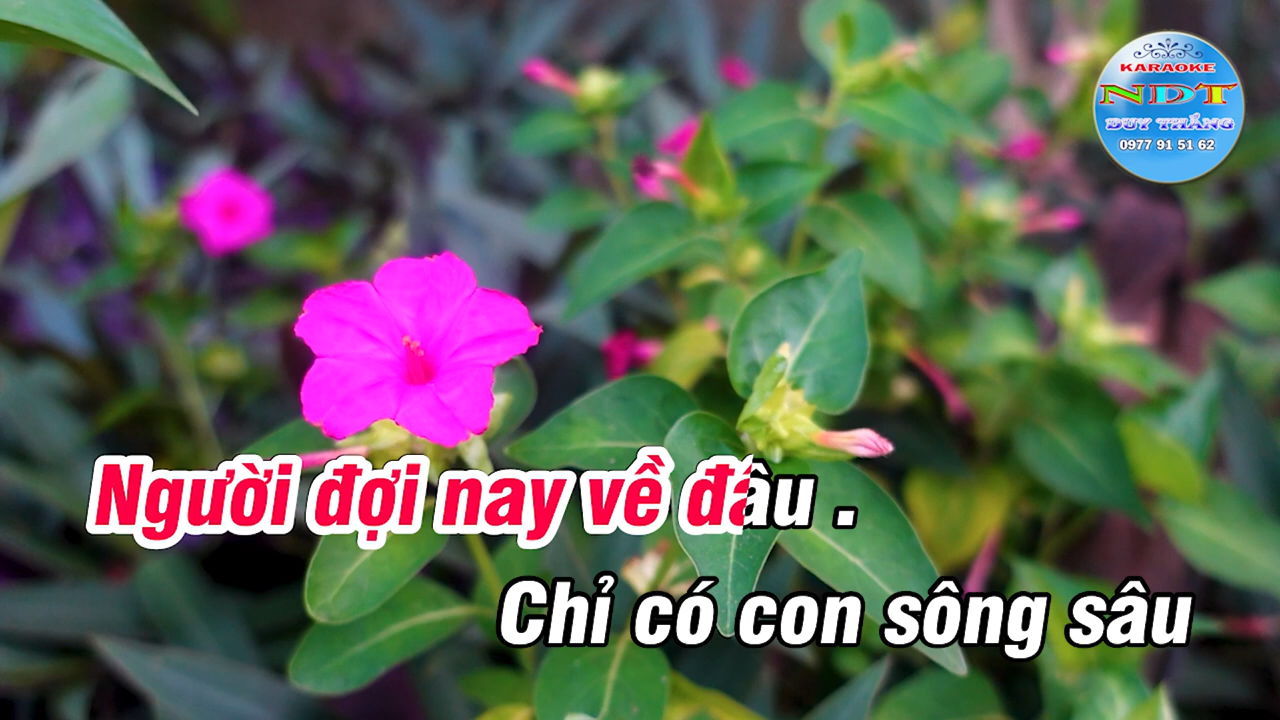 KARAOKE
NDT
DUY THẮNG
0977 91 51 62
Người đợi nay về đâu .
Chỉ có con sông sâu